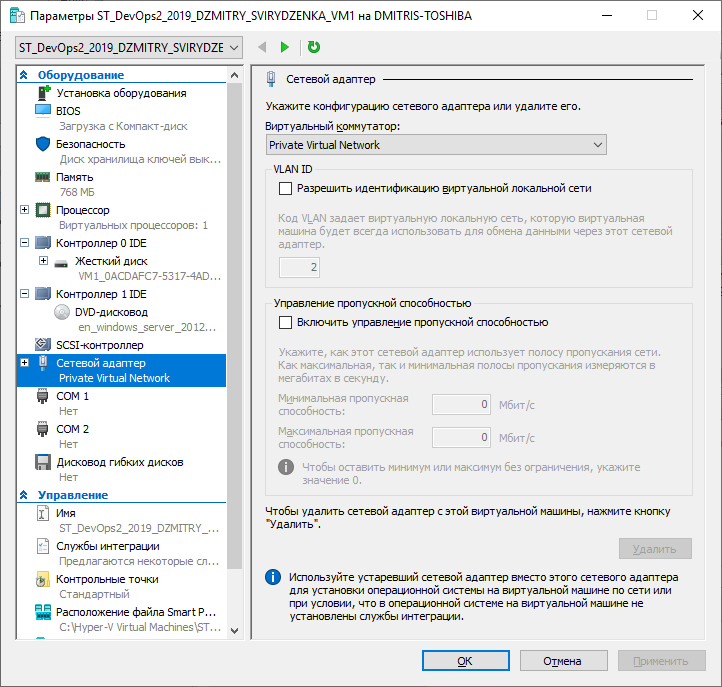 Параметры ST_DevOps2_2019_DZMITRY_SVIRYDZENKA_VM1 на DMITRIS-TOSHIBA
ST_DevOps2_2019_DZMITRY_SVIRYDZE
Оборудование
Установка оборудования
BIOS
Загрузка с Компакт-диск
Безопасность
Диск хранилища ключей вык...
Память
768 МБ
Процессор
Виртуальных процессоров: 1
Контроллер 0 IDE
Жесткий диск
VM1_0ACDAFC7-5317-4AD...
Контроллер 1 IDE
DVD-дисковод
en_windows_server_2012...
SCSI-контроллер
Сетевой адаптер
Private Virtual Network
COM 1
Нет
COM 2
Нет
Дисковод гибких дисков
Нет
Управление
Имя
ST_DevOps2_2019_DZMITRY_...
Службы интеграции
Предлагаются некоторые сл...
Контрольные точки
Стандартный
Расположение файла Smart P...
C:\Hyper-V Virtual Machines\ST...
Сетевой адаптер
Укажите конфигурацию сетевого адаптера или удалите его.
Виртуальный коммутатор:
Private Virtual Network
VLAN ID
Разрешить идентификацию виртуальной локальной сети
Код VLAN задает виртуальную локальную сеть, которую виртуальная
машина будет всегда использовать для обмена данными через этот сетевой
адаптер.
2
Управление пропускной способностью
Включить управление пропускной способностью
Укажите, как этот сетевой адаптер использует полосу пропускания сети.
Как максимальная, так и минимальная полосы пропускания измеряются в
мегабитах в секунду.
Минимальная пропускная
способность:
0 Мбит/с
Максимальная пропускная
способность:
0 Мбит/с
Чтобы оставить минимум или максимум без ограничения, укажите
значение 0.
Чтобы удалить сетевой адаптер с этой виртуальной машины, нажмите кнопку
"Удалить".
Удалить
Используйте устаревший сетевой адаптер вместо этого сетевого адаптера
для установки операционной системы на виртуальной машине по сети или
при условии, что в операционной системе на виртуальной машине не
установлены службы интеграции.
ОК
Отмена
Применить